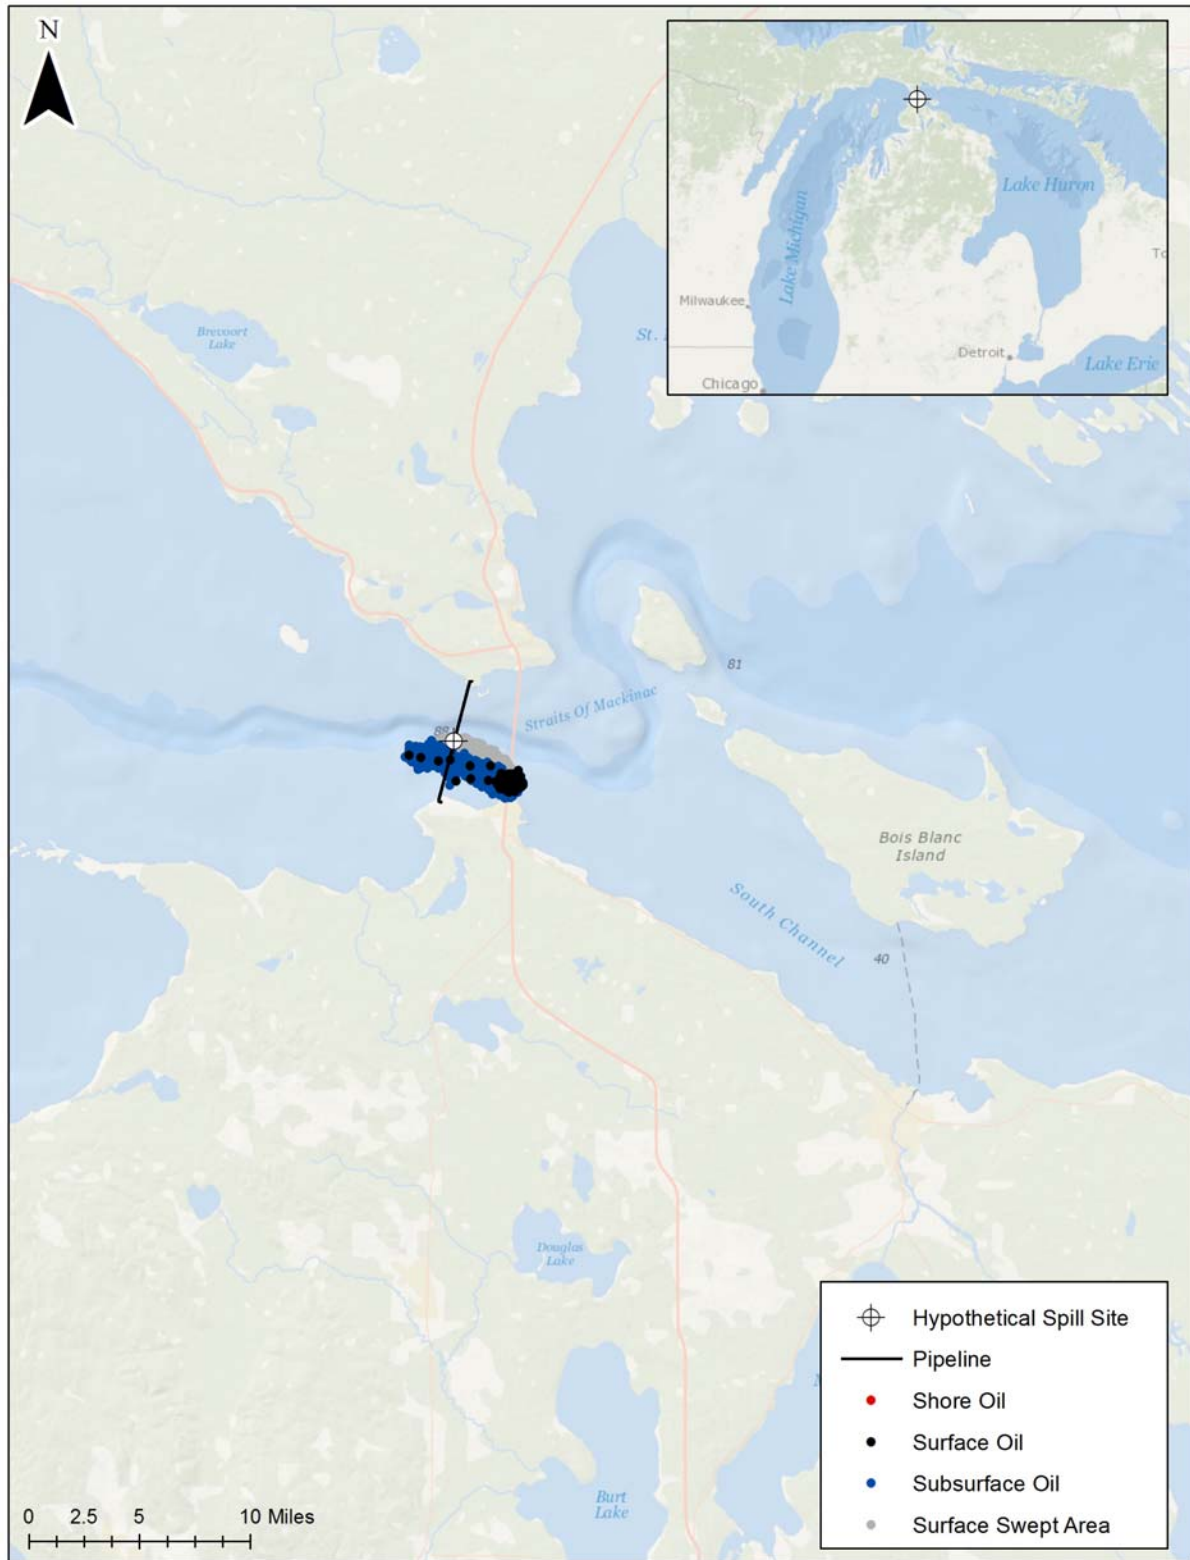 N
Lake Huron
Lake Michigan
Milwaukee
Detroit
Lake Erie
Chicago
Brevoort
Lake
St.
81
Straits Of Mackinac
Bois Blanc
Island
South Channel
40
Douglas
Lake
Burt
Lake
Hypothetical Spill Site
Pipeline
Shore Oil
Surface Oil
Subsurface Oil
Surface Swept Area
0 2.5 5 10 Miles